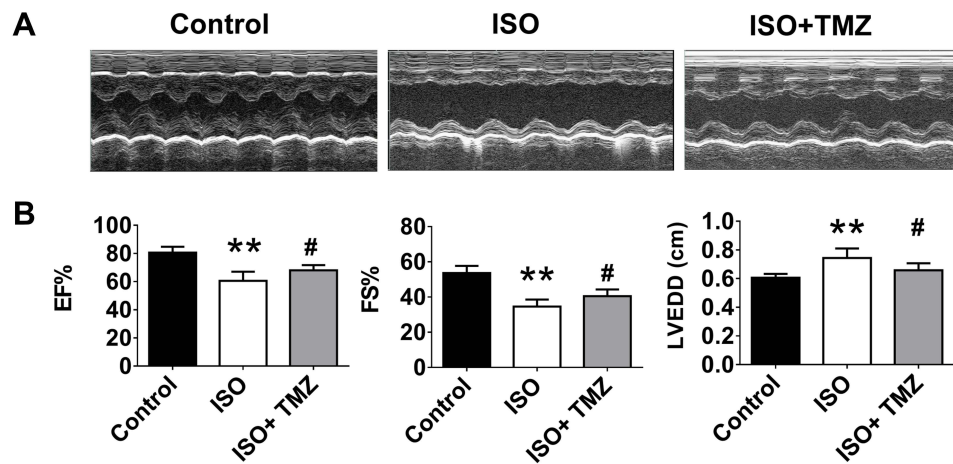 A
Control
ISO
ISO+TMZ
B
EF%
100
80
60
40
20
0
**
#
Control
ISO
ISO+ TMZ
FS%
80
60
40
20
0
**
#
Control
ISO
ISO+ TMZ
LVEDD (cm)
1.0
0.8
0.6
0.4
0.2
0.0
**
#
Control
ISO
ISO+ TMZ